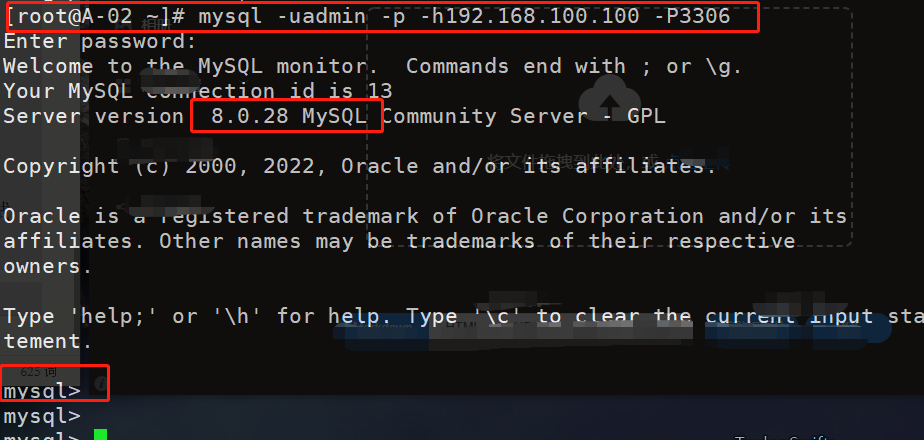 [root@A-02 ~]# mysql -uadmin -p -h192.168.100.100 -P3306
Enter password:
Welcome to the MySQL monitor.  Commands end with ; or \g.
Your MySQL connection id is 13
Server version 8.0.28 MySQL Community Server - GPL
Copyright (c) 2000, 2022, Oracle and/or its affiliates.
Oracle is a registered trademark of Oracle Corporation and/or its
affiliates. Other names may be trademarks of their respective
owners.
Type 'help;' or '\h' for help. Type '\c' to clear the current input sta
tement.
625 词
mysql>
mysql>
mysql>